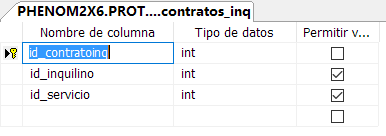 PHENOM2X6.PROT....contratos_inq
Nombre de columna Tipo de datos Permitir v...
id_contratoinq int
id_inquilino int
id_servicio int